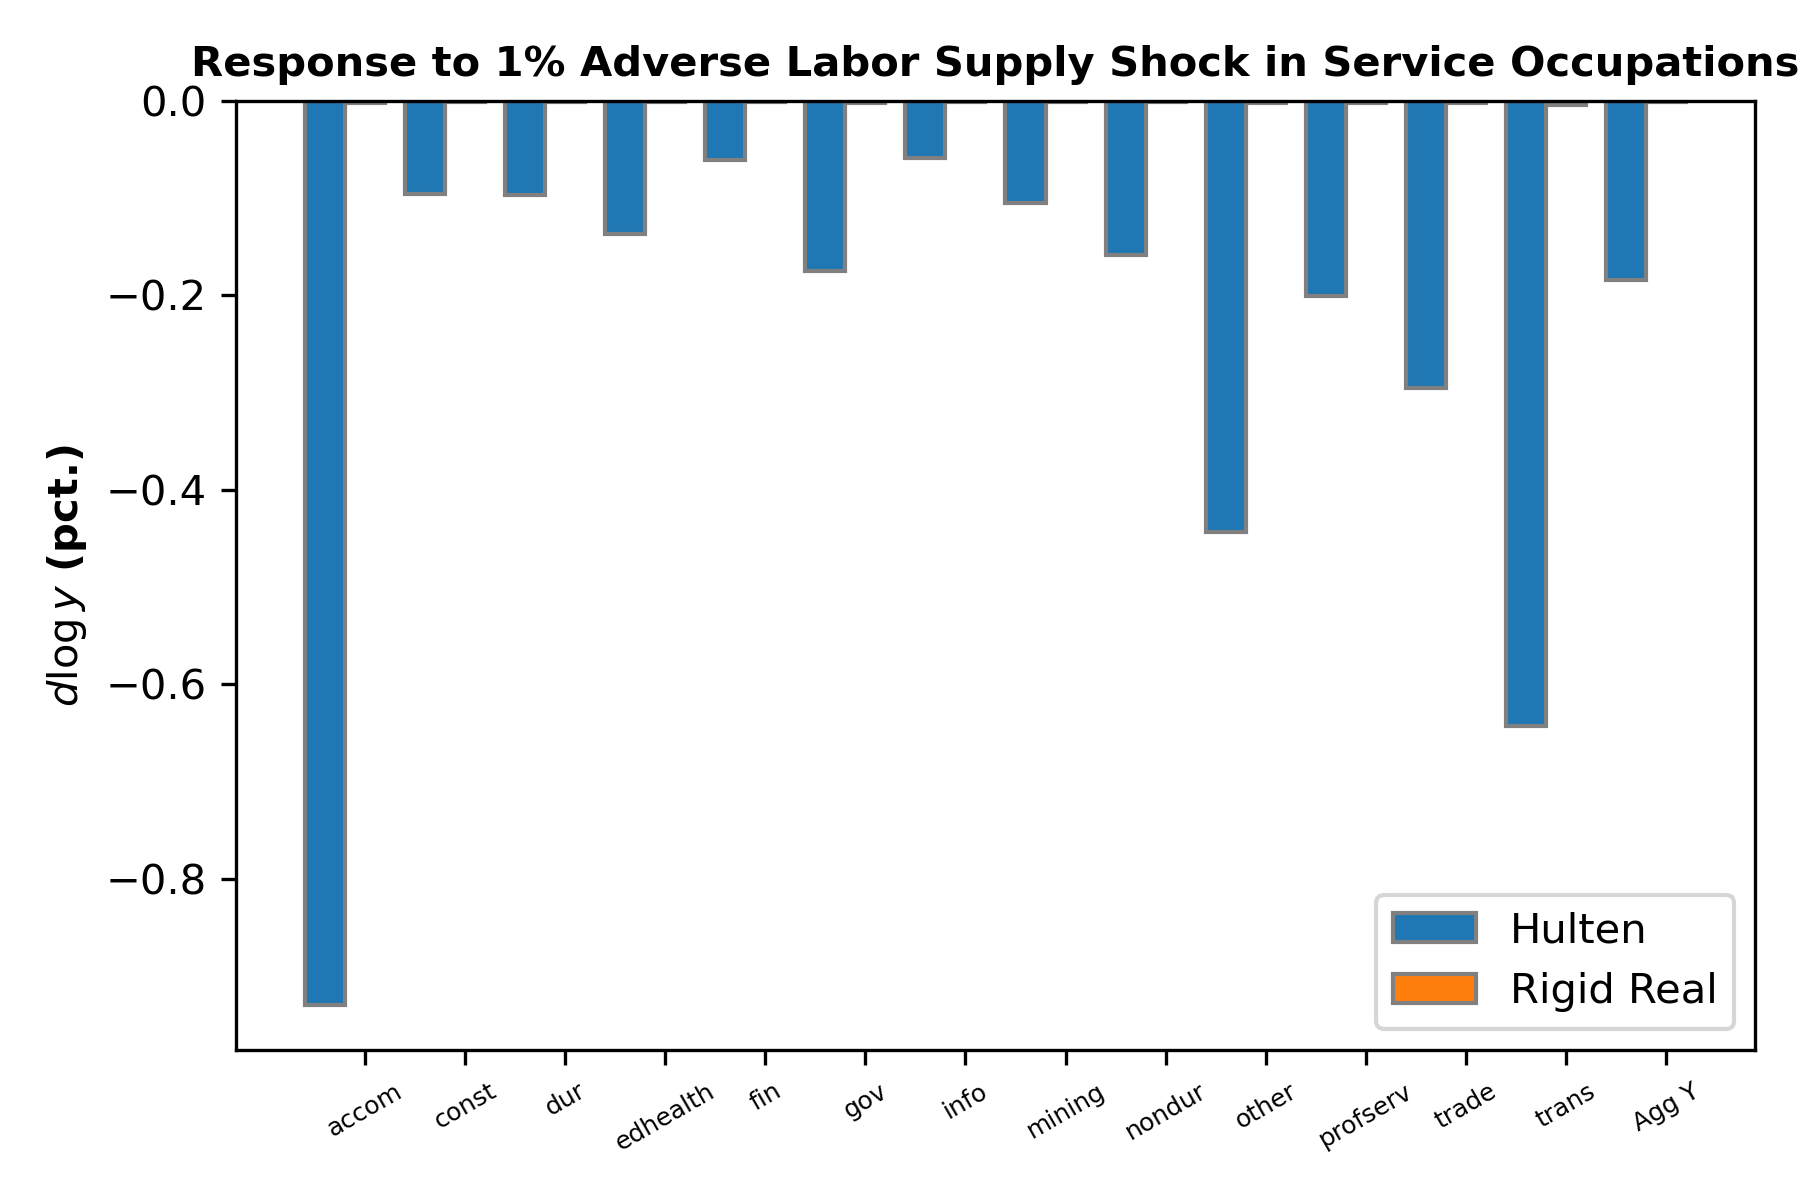 Response to 1% Adverse Labor Supply Shock in Service Occupations
0.0
−0.2
−0.4
−0.6
−0.8
dlog y (pct.)
Hulten
Rigid Real
accom
const
dur
edhealth
fin
gov
info
mining
nondur
other
profserv
trade
trans
Agg Y